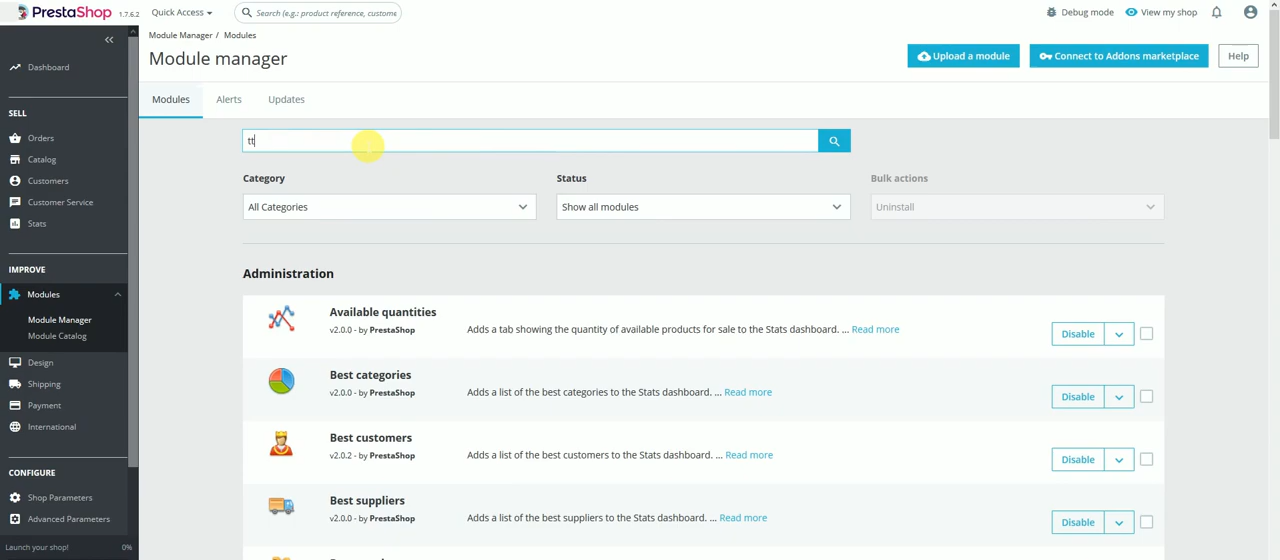 PrestaShop 1.7.6.2 Quick Access Search (e.g.: product reference, custome Debug mode View my shop
Module Manager / Modules
Module manager
Upload a module Connect to Addons marketplace Help
Modules Alerts Updates
tt
Category Status Bulk actions
All Categories Show all modules Uninstall
Administration
Available quantities
v2.0.0 - by PrestaShop Adds a tab showing the quantity of available products for sale to the Stats dashboard. ... Read more Disable
Best categories
v2.0.0 - by PrestaShop Adds a list of the best categories to the Stats dashboard. ... Read more Disable
Best customers
v2.0.2 - by PrestaShop Adds a list of the best customers to the Stats dashboard. ... Read more Disable
Best suppliers
v2.0.0 - by PrestaShop Adds a list of the best suppliers to the Stats dashboard. ... Read more Disable
Dashboard
SELL
Orders
Catalog
Customers
Customer Service
Stats
IMPROVE
Modules
Module Manager
Module Catalog
Design
Shipping
Payment
International
CONFIGURE
Shop Parameters
Advanced Parameters
Launch your shop! 0%